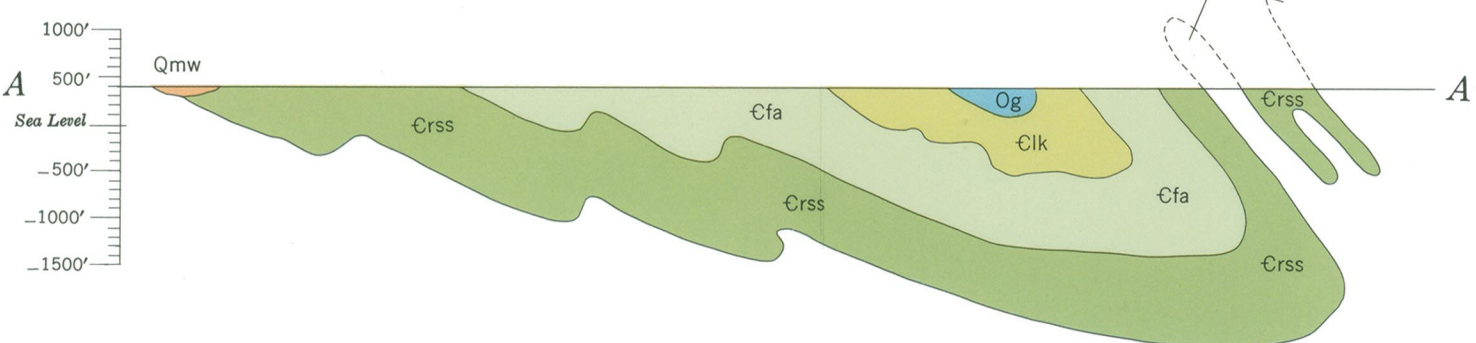 1000′
Qmw
500′
A
A
Og
Ꞓrss
Ꞓfa
Sea Level
Ꞓrss
Ꞓlk
−500′
Ꞓfa
Ꞓrss
−1000′
−1500′
Ꞓrss